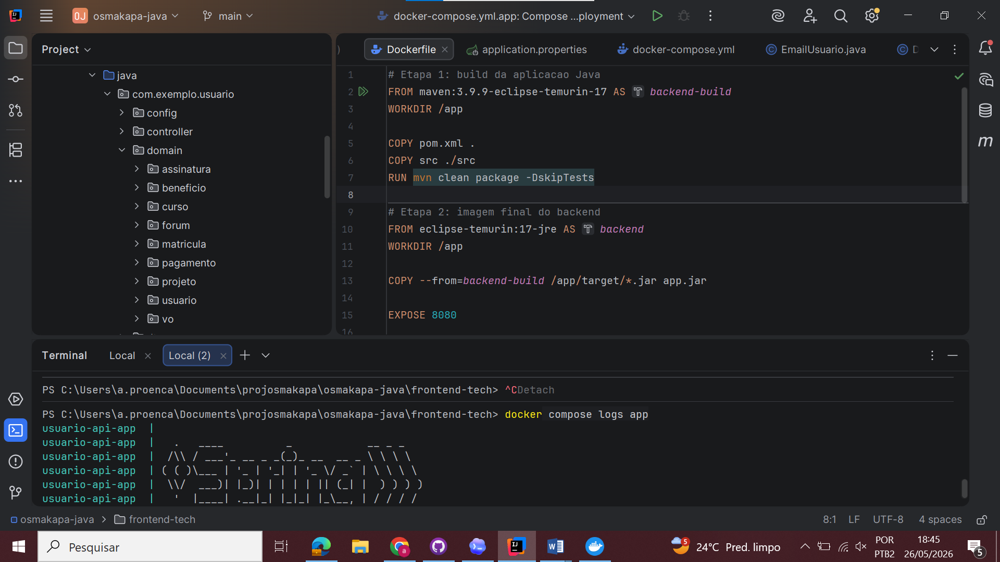 OJ osmakapa-java main docker-compose.yml.app: Compose ...ployment
Project
java
com.exemplo.usuario
config
controller
domain
assinatura
beneficio
curso
forum
matricula
pagamento
projeto
usuario
vo
) Dockerfile application.properties docker-compose.yml EmailUsuario.java D
1 # Etapa 1: build da aplicacao Java
2 FROM maven:3.9.9-eclipse-temurin-17 AS backend-build
3 WORKDIR /app
4
5 COPY pom.xml .
6 COPY src ./src
7 RUN mvn clean package -DskipTests
8
9 # Etapa 2: imagem final do backend
10 FROM eclipse-temurin:17-jre AS backend
11 WORKDIR /app
12
13 COPY --from=backend-build /app/target/*.jar app.jar
14
15 EXPOSE 8080
16
Terminal Local Local (2)
PS C:\Users\a.proenca\Documents\projosmakapa\osmakapa-java\frontend-tech> ^CDetach
PS C:\Users\a.proenca\Documents\projosmakapa\osmakapa-java\frontend-tech> docker compose logs app
usuario-api-app |
usuario-api-app |   .   ____          _            __ _ _
usuario-api-app |  /\\ / ___'_ __ _ _(_)_ __  __ _ \ \ \ \
usuario-api-app | ( ( )\___ | '_ | '_| | '_ \/ _` | \ \ \ \
usuario-api-app |  \\/  ___)| |_)| | | | | || (_| |  ) ) ) )
usuario-api-app |   '  |____| .__|_| |_|_| |_\__, | / / / /
osmakapa-java > frontend-tech
8:1 LF UTF-8 4 spaces
Pesquisar
5 24°C Pred. limpo
POR
PTB2
18:45
26/05/2026
5